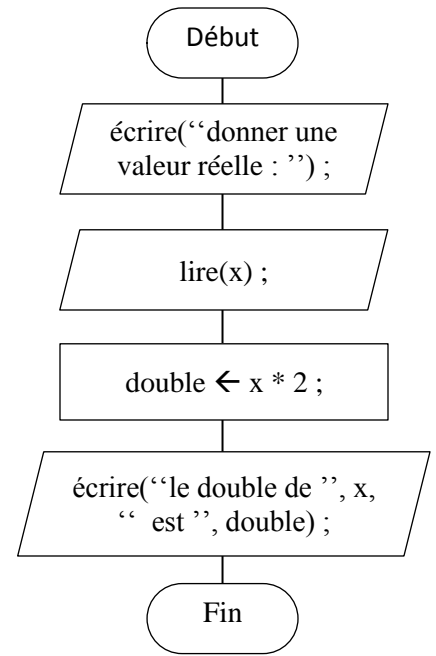 Début
écrire(‘‘donner une
valeur réelle : ’’) ;
lire(x) ;
double 🡨 x * 2 ;
écrire(‘‘le double de ’’, x,
‘‘ est ’’, double) ;
Fin